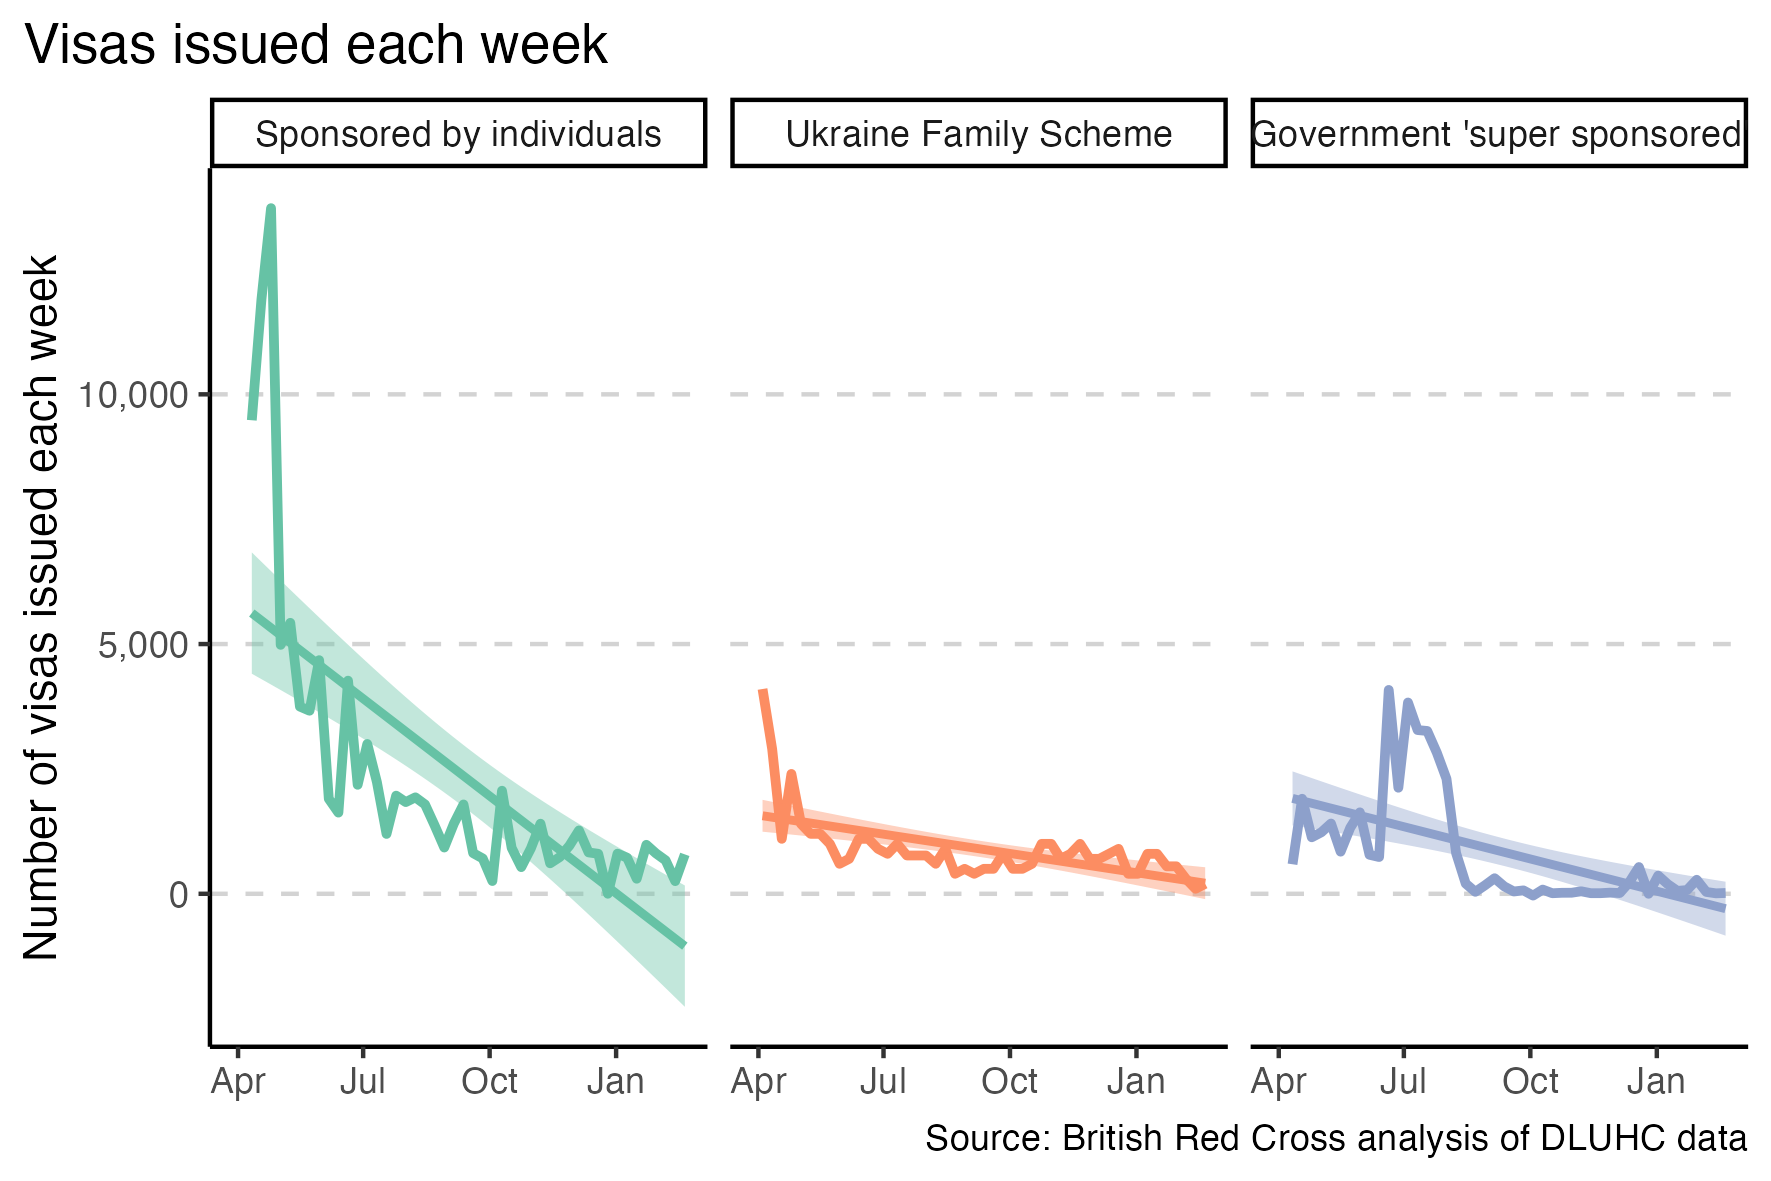 Visas issued each week
Sponsored by individuals
Ukraine Family Scheme
Government 'super sponsored
Number of visas issued each week
10,000
5,000
0
Apr Jul Oct Jan
Apr Jul Oct Jan
Apr Jul Oct Jan
Source: British Red Cross analysis of DLUHC data